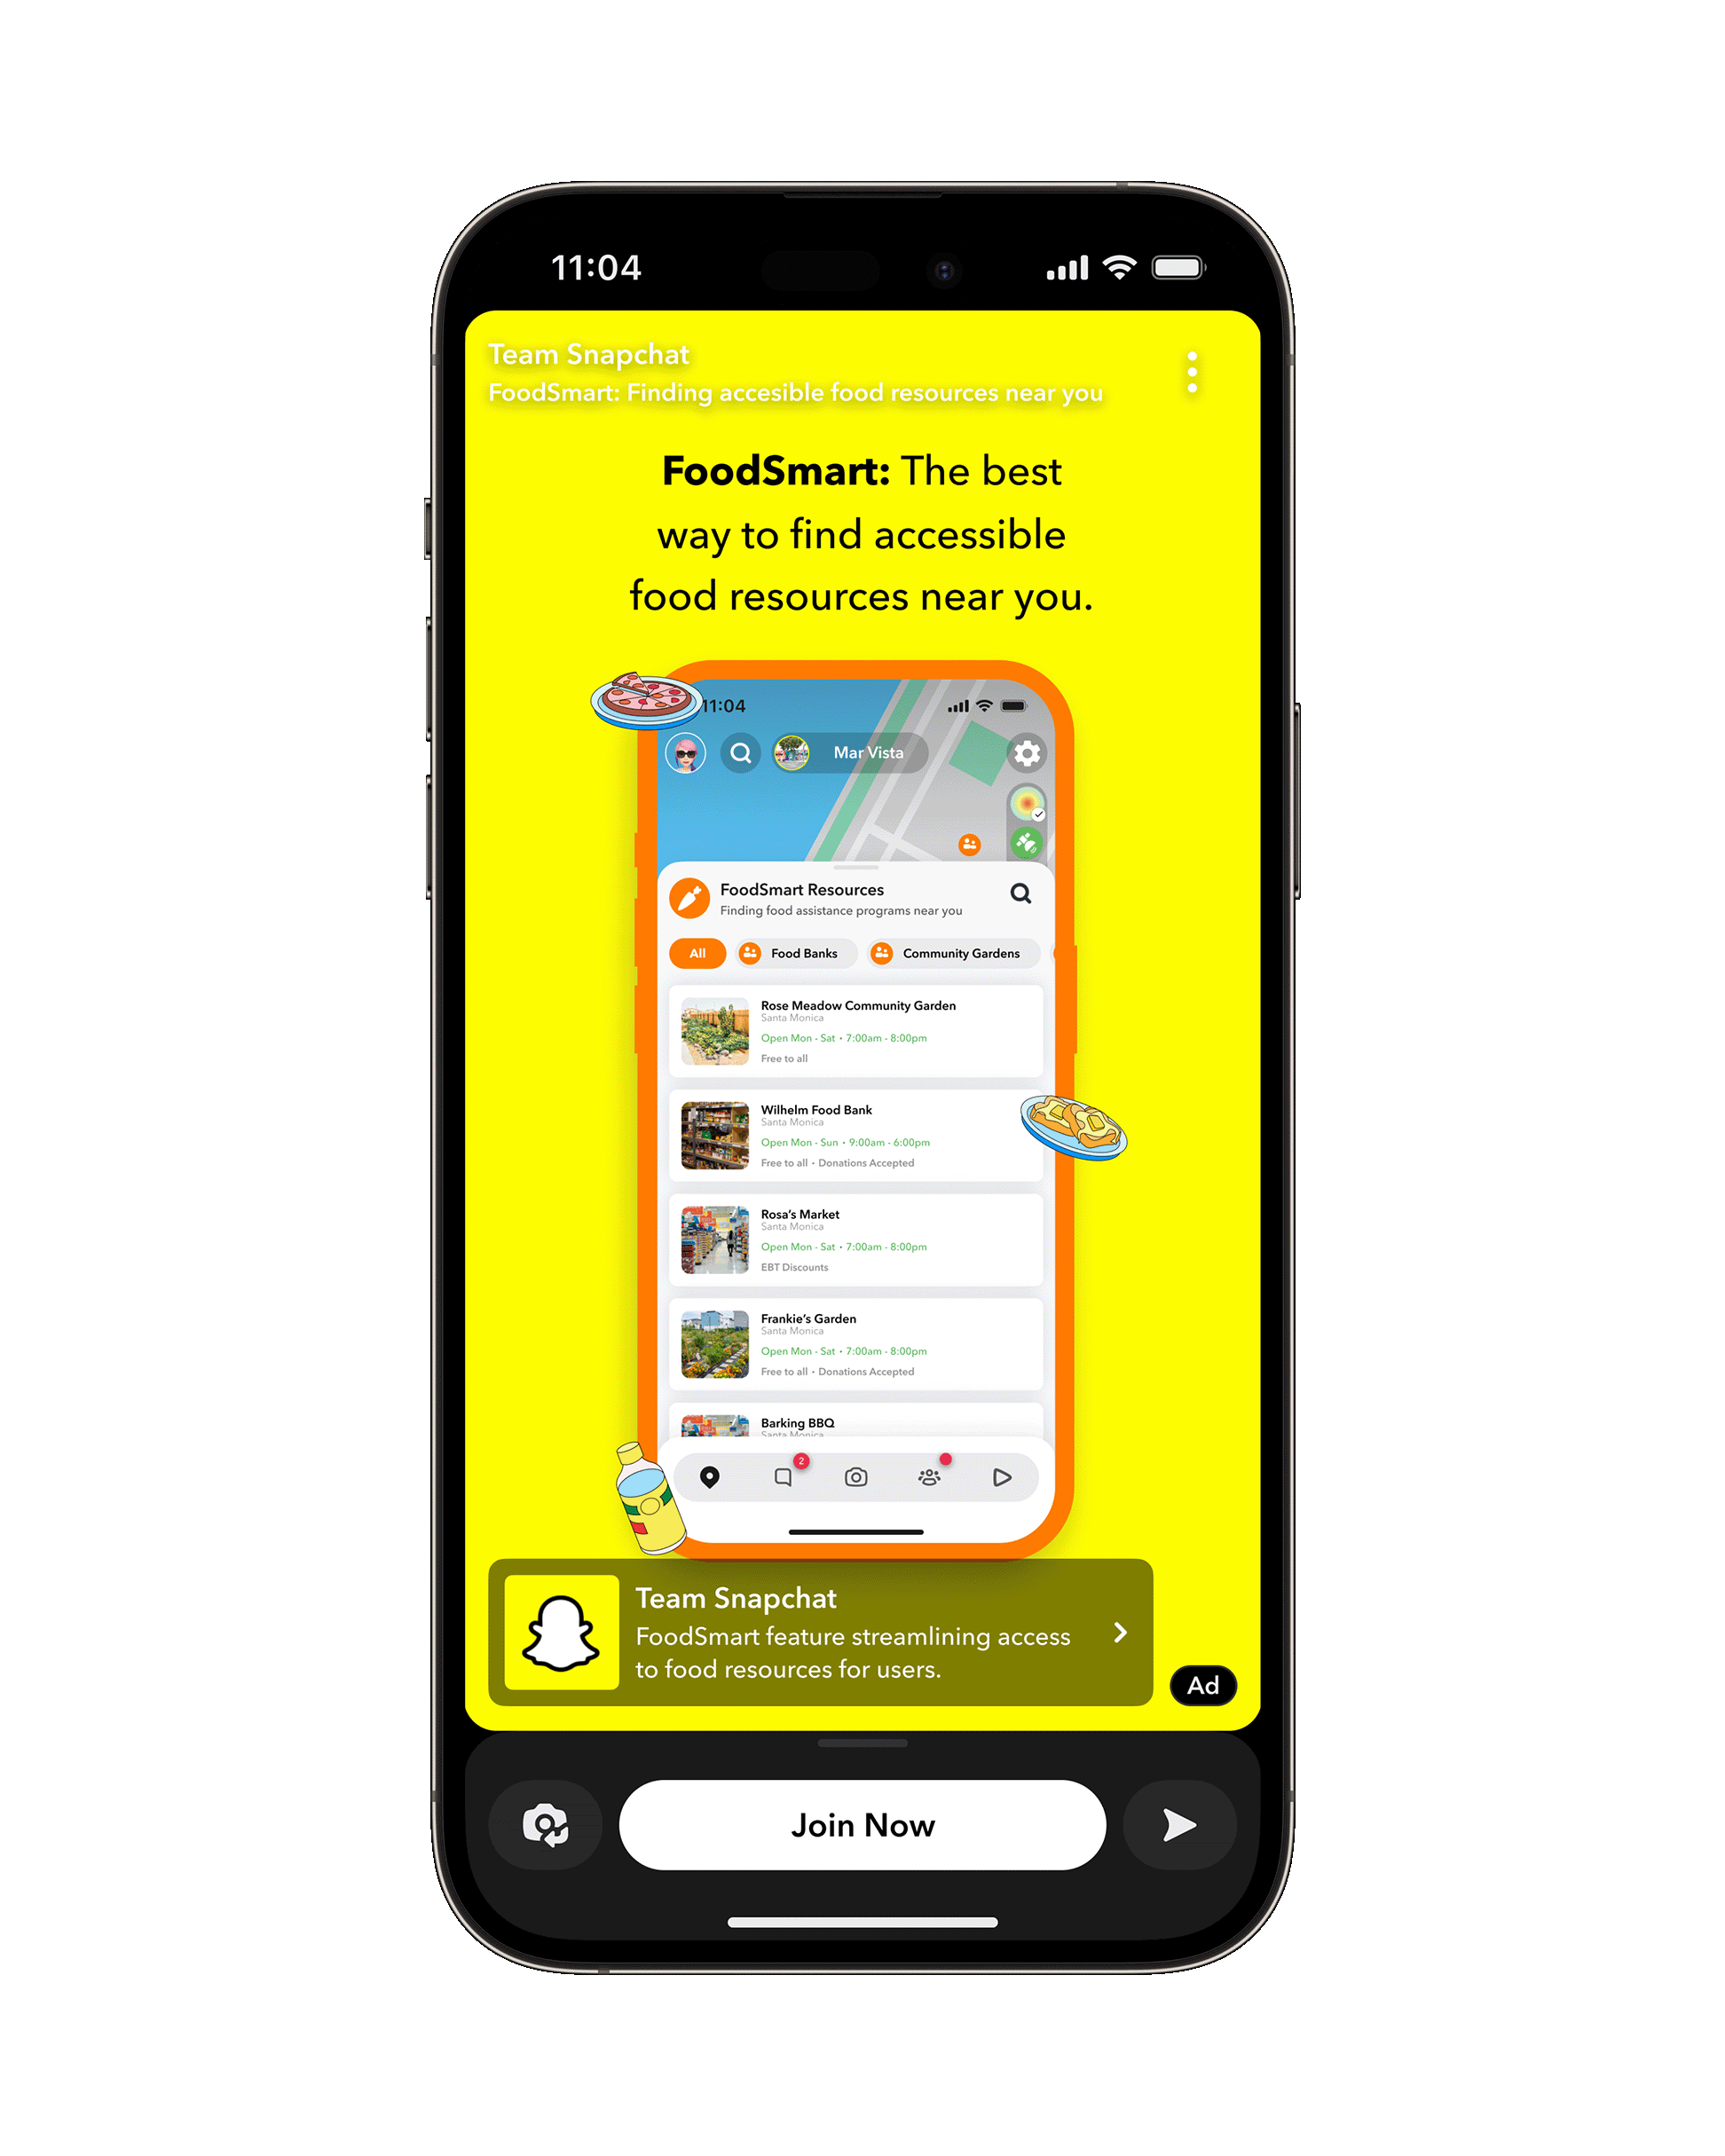 11:04
Team Snapchat
FoodSmart: Finding accesible food resources near you
FoodSmart: The best
way to find accessible
food resources near you.
11:04
Mar Vista
FoodSmart Resources
Finding food assistance programs near you
All
Food Banks
Community Gardens
Rose Meadow Community Garden
Santa Monica
Open Mon - Sat • 7:00am - 8:00pm
Free to all
Wilhelm Food Bank
Santa Monica
Open Mon - Sun • 9:00am - 6:00pm
Free to all • Donations Accepted
Rosa's Market
Santa Monica
Open Mon - Sat • 7:00am - 8:00pm
EBT Discounts
Frankie's Garden
Santa Monica
Open Mon - Sat • 7:00am - 8:00pm
Free to all • Donations Accepted
Barking BBQ
Santa Monica
2
Team Snapchat
FoodSmart feature streamlining access
to food resources for users.
Ad
Join Now